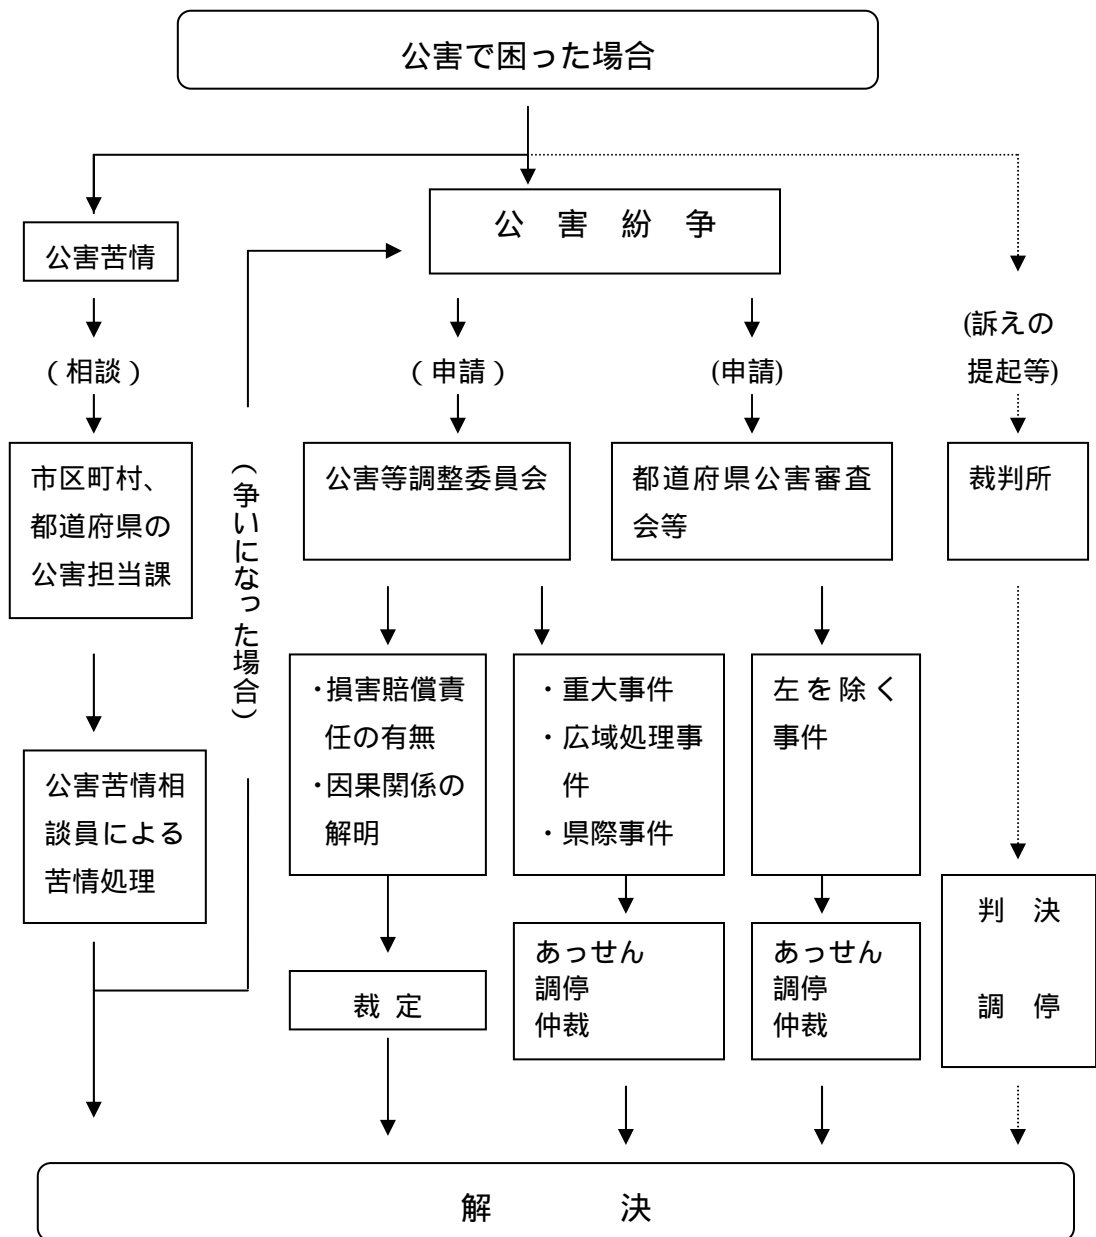 公害で困った場合
公害紛争
公害苦情
(訴えの
提起等)
（相談）
（申請）
(申請)
市区町村、
都道府県の
公害担当課
（争いになった場合）
公害等調整委員会
都道府県公害審査
会等
裁判所
・損害賠償責
任の有無
・因果関係の
解明
・重大事件
・広域処理事
件
・県際事件
左を除く
事件
公害苦情相
談員による
苦情処理
裁定
あっせん
調停
仲裁
あっせん
調停
仲裁
判決
調停
解決